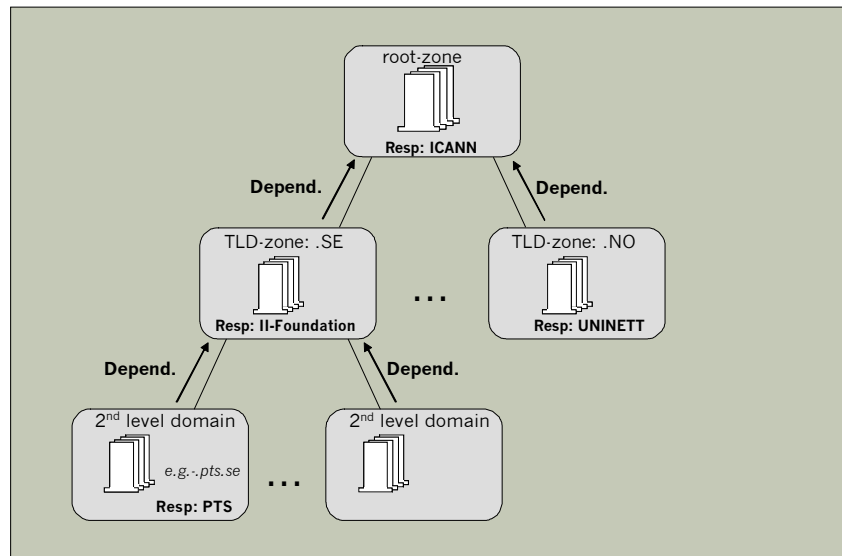 root-zone
Resp: ICANN
Depend.
Depend.
TLD-zone: .SE
Resp: II-Foundation
...
TLD-zone: .NO
Resp: UNINETT
Depend.
Depend.
2nd level domain
e.g.-.pts.se
Resp: PTS
...
2nd level domain